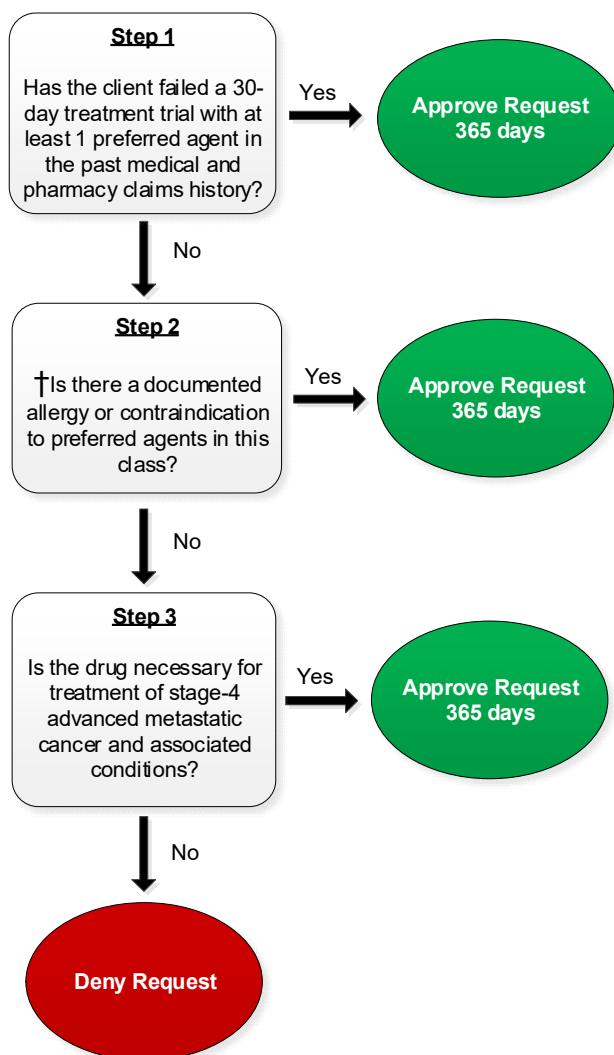 Step 1
Has the client failed a 30-
day treatment trial with at
least 1 preferred agent in
the past medical and
pharmacy claims history?
Yes
Approve Request
365 days
No
Step 2
†Is there a documented
allergy or contraindication
to preferred agents in this
class?
Yes
Approve Request
365 days
No
Step 3
Is the drug necessary for
treatment of stage-4
advanced metastatic
cancer and associated
conditions?
Yes
Approve Request
365 days
No
Deny Request